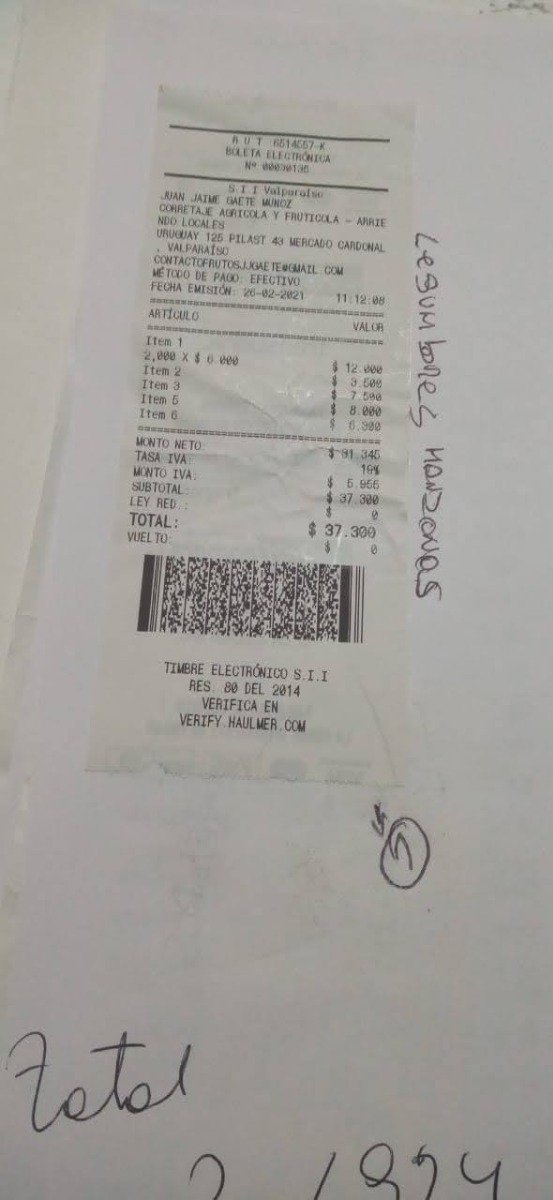 R U T 6514667-K
BOLETA ELECTRÓNICA
Nº 00030135
S.I.I Valparaíso
JUAN JAIME GAETE MUNOZ
CORRETAJE AGRICOLA Y FRUTICOLA - ARRIE
NDO LOCALES
URUGUAY 125 PILAST 43 MERCADO CARDONAL
, VALPARAÍSO
CONTACTOFRUTOSJJGAETE@GMAIL COM
MÉTODO DE PAGO: EFECTIVO
FECHA EMISIÓN: 26-02-2021 11:12:08
ARTÍCULO VALOR
Item 1
2,000 X $ 6.000 $ 12.000
Item 2 $ 3.500
Item 3 $ 7.500
Item 5 $ 8.000
Item 6 $ 6.300
MONTO NETO: $ 31.345
TASA IVA: 19%
MONTO IVA: $ 5.955
SUBTOTAL: $ 37.300
LEY RED.: $ 0
TOTAL: $ 37.300
VUELTO: $ 0
TIMBRE ELECTRÓNICO S.I.I
RES. 80 DEL 2014
VERIFICA EN
VERIFY.HAULMER.COM
Legumbres Manzanas
Total